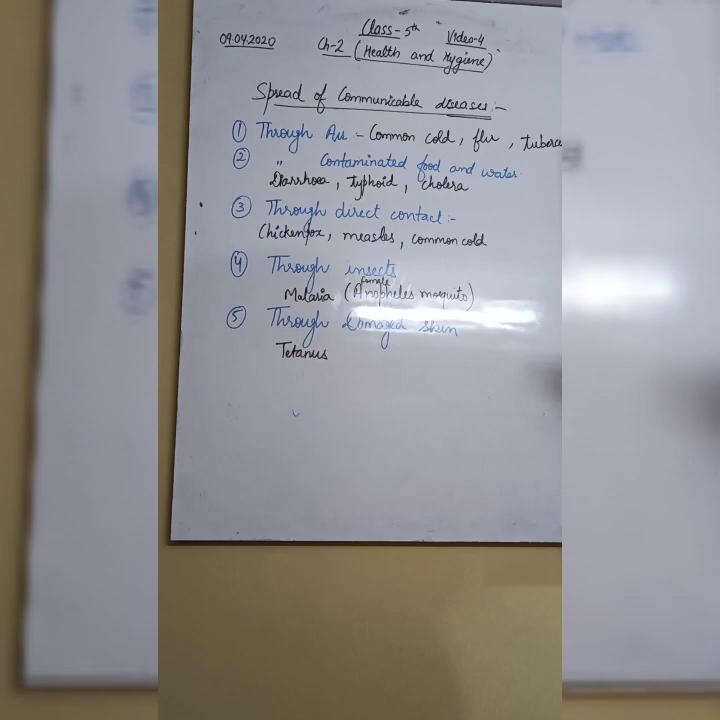 Class-5th Video-4
09.04.2020 Ch-2 (Health and Hygiene)
Spread of Communicable diseases:-
① Through Air - Common cold, flu, tuberc
② " Contaminated food and water.
Diarrhoea, typhoid, cholera
③ Through direct contact:-
Chickenpox, measles, common cold
④ Through insects
Malaria (female Anopheles mosquito)
⑤ Through Damaged skin
Tetanus